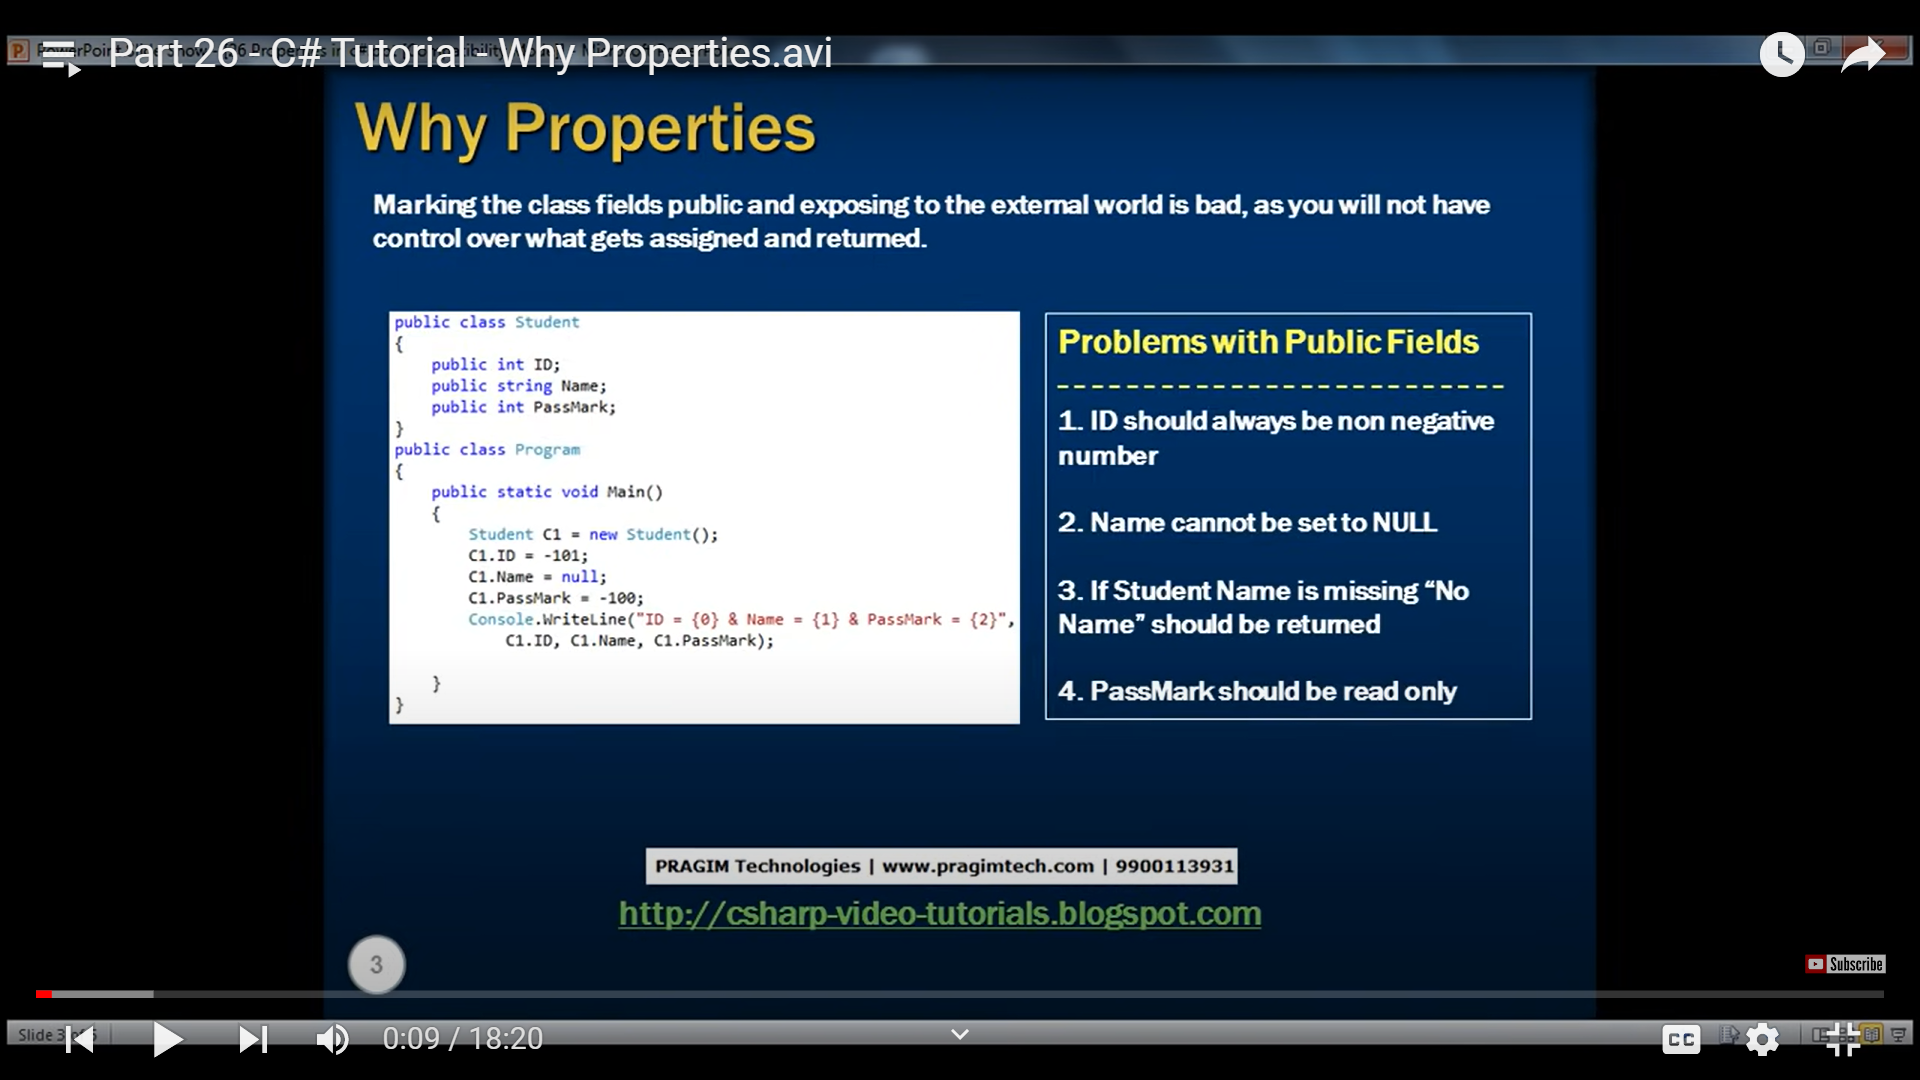 Part 26 - C# Tutorial - Why Properties.avi
Why Properties
Marking the class fields public and exposing to the external world is bad, as you will not have
control over what gets assigned and returned.
public class Student
{
public int ID;
public string Name;
public int PassMark;
}
public class Program
{
public static void Main()
{
Student C1 = new Student();
C1.ID = -101;
C1.Name = null;
C1.PassMark = -100;
Console.WriteLine("ID = {0} & Name = {1} & PassMark = {2}",
C1.ID, C1.Name, C1.PassMark);
}
}
Problems with Public Fields
--------------------------
1. ID should always be non negative
number
2. Name cannot be set to NULL
3. If Student Name is missing “No
Name” should be returned
4. PassMark should be read only
PRAGIM Technologies | www.pragimtech.com | 9900113931
http://csharp-video-tutorials.blogspot.com
3
Subscribe
Slide 3
0:09 / 18:20
CC